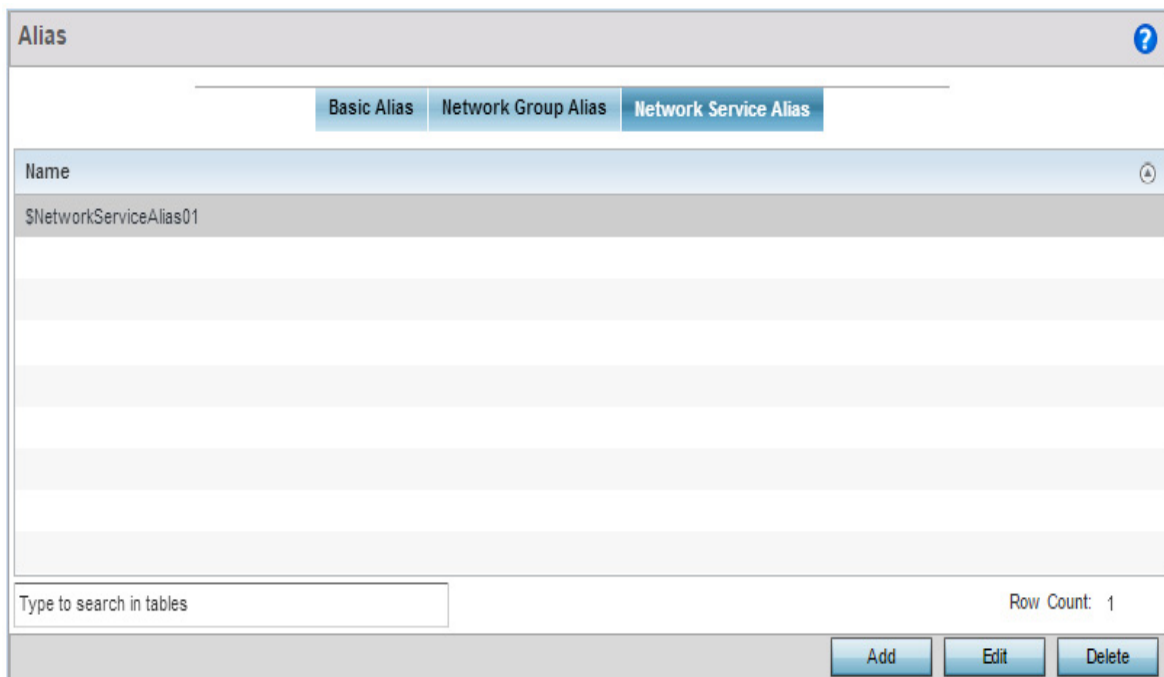 Alias
?
Basic Alias Network Group Alias Network Service Alias
Name
$NetworkServiceAlias01
Type to search in tables Row Count: 1
Add Edit Delete